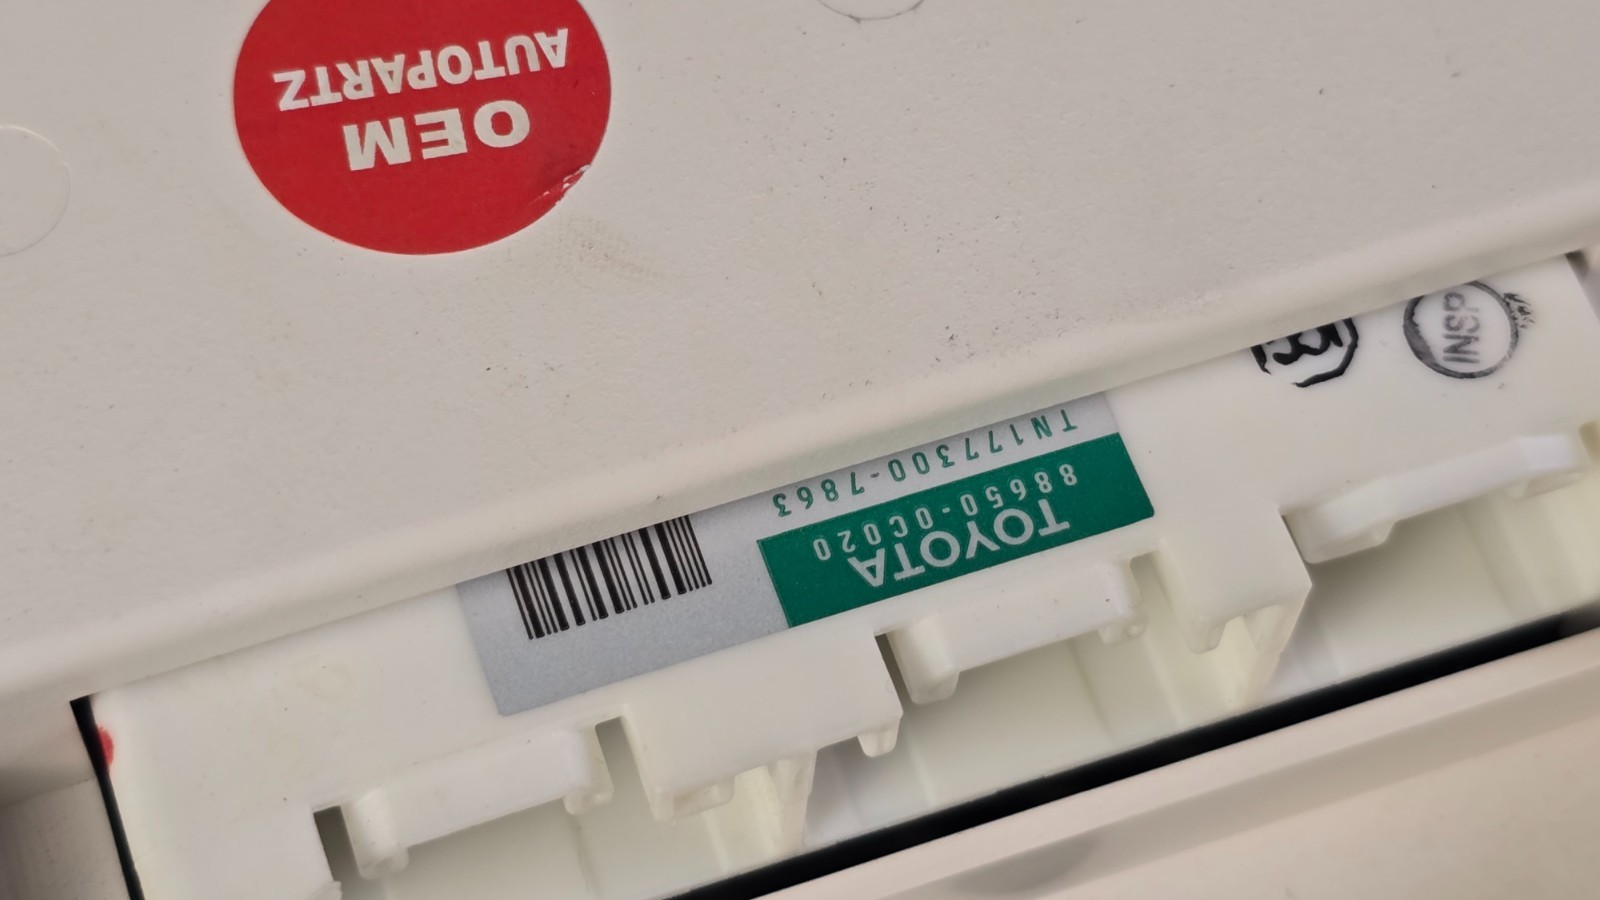 OEM
AUTOPARTZ
TOYOTA
88650-0C020
TN177300-7863
INSP